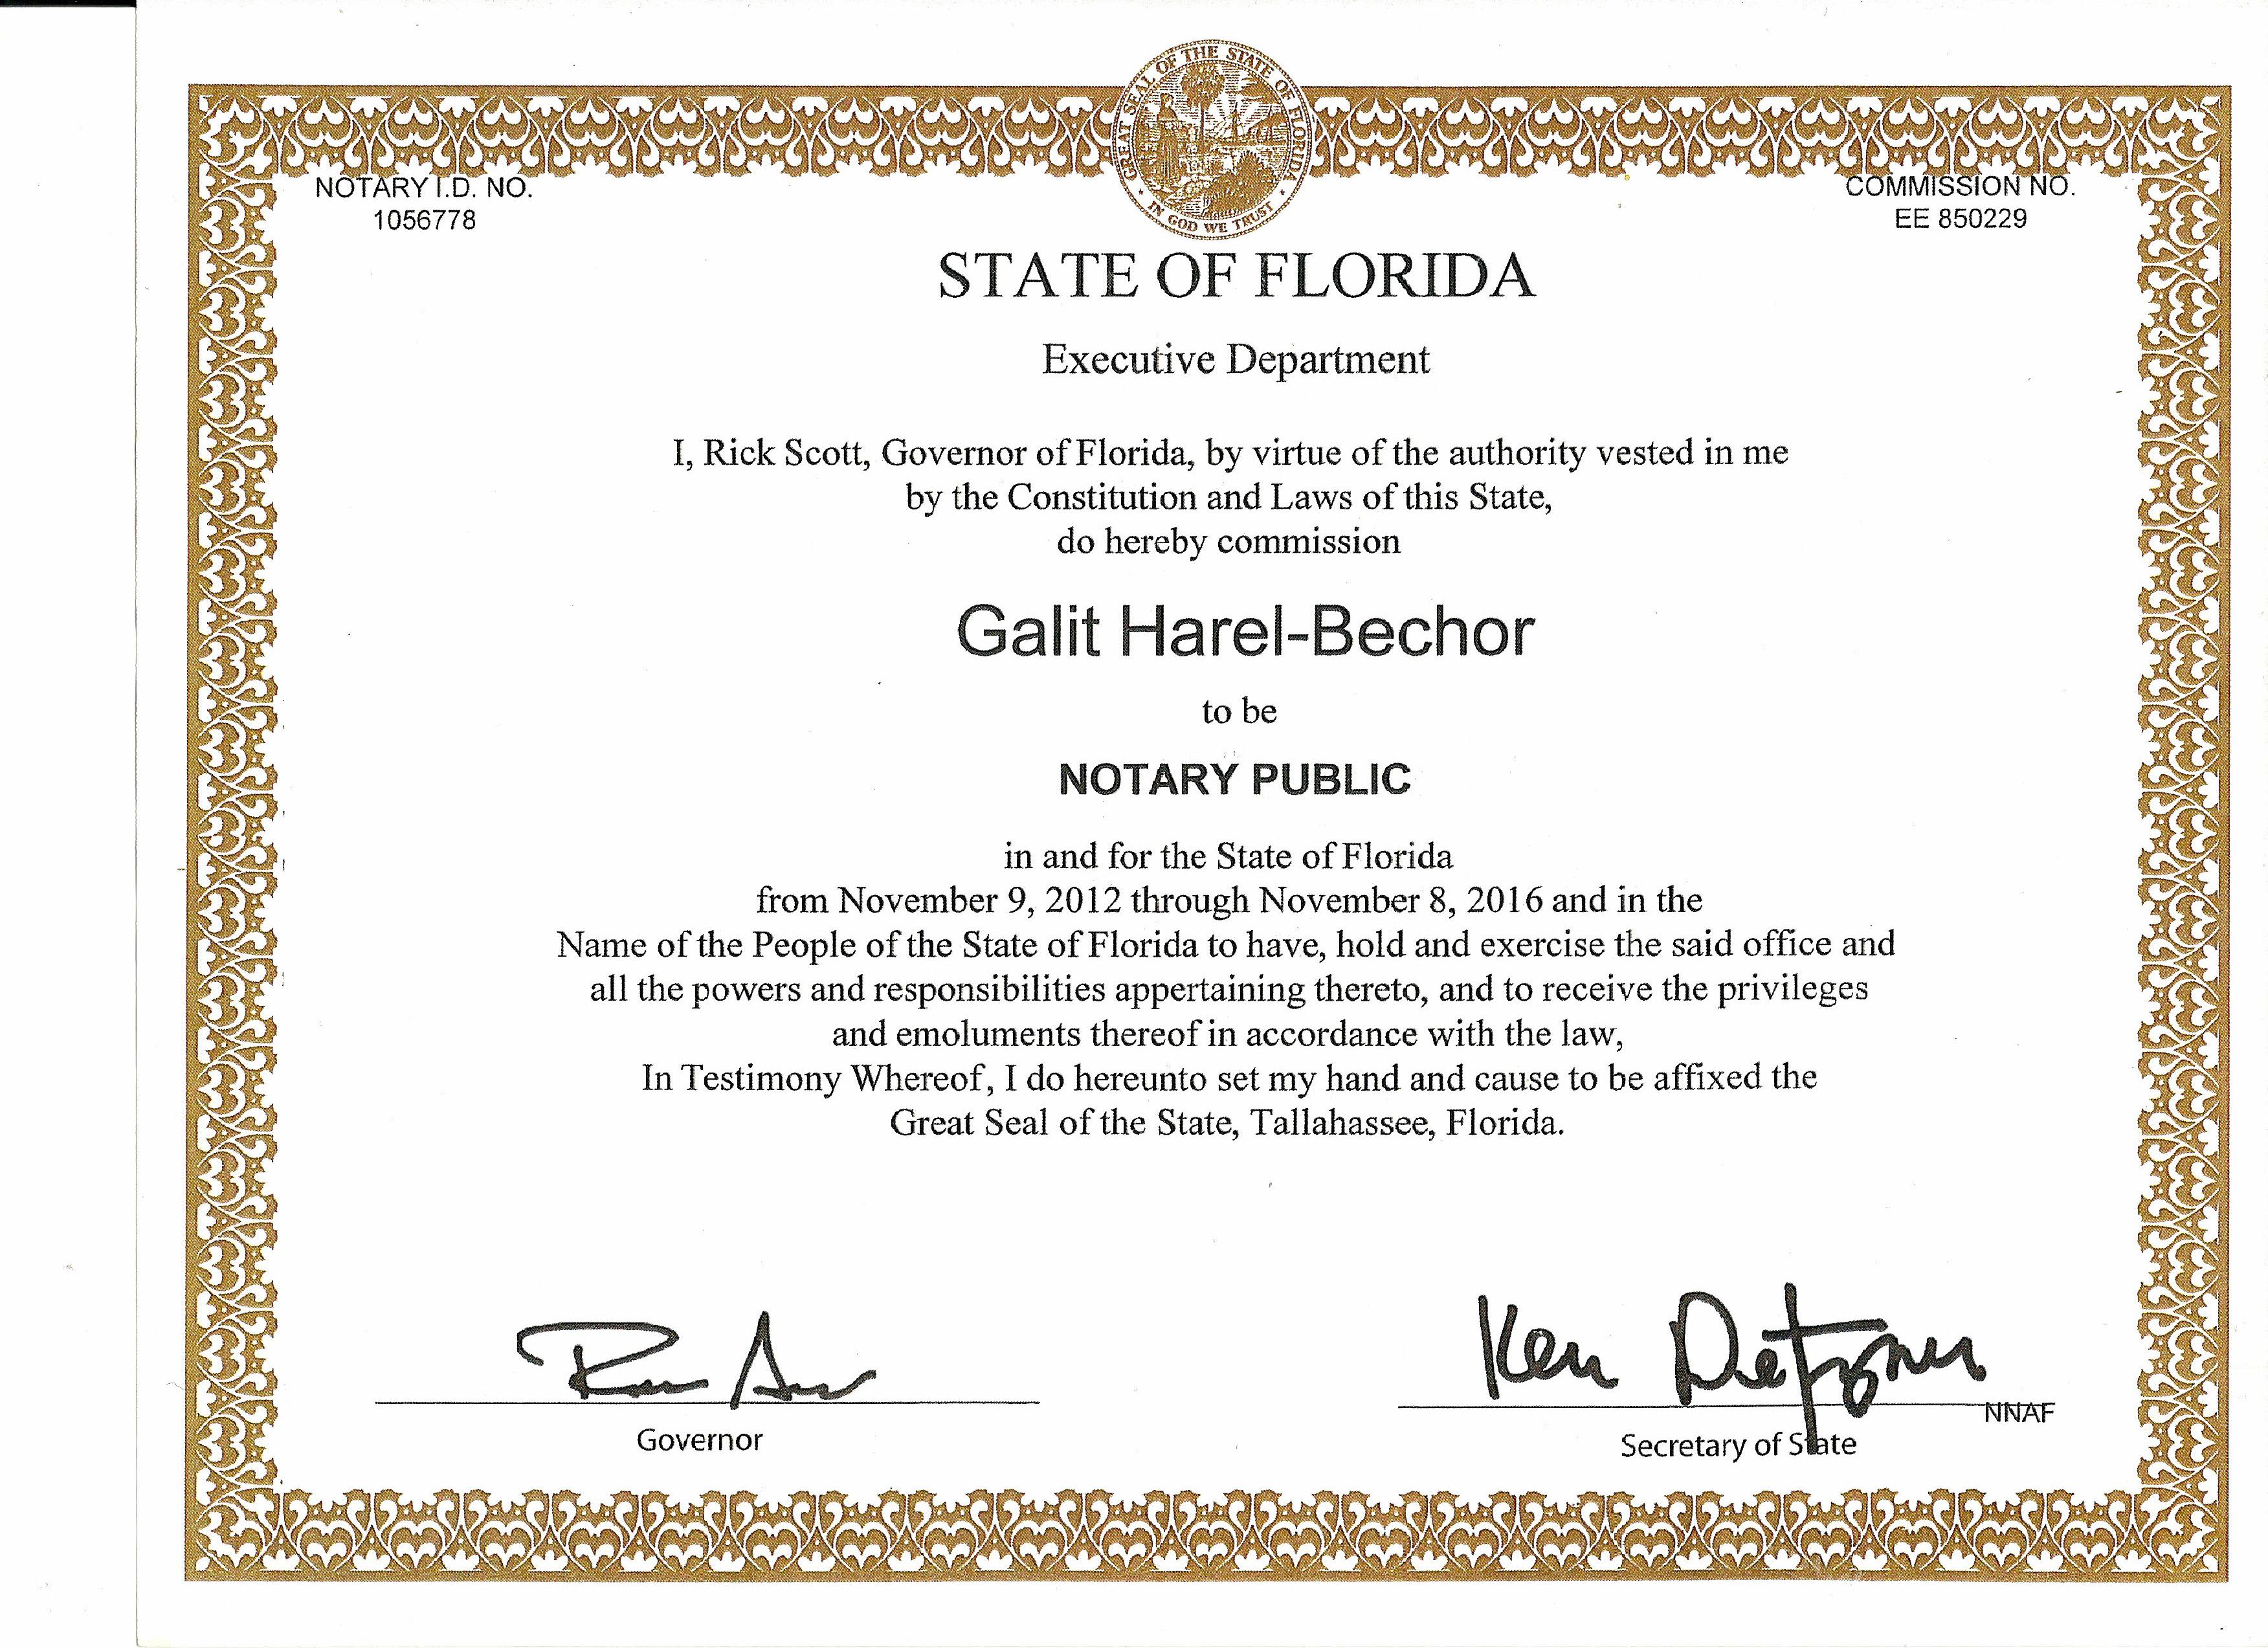 GREAT SEAL OF THE STATE OF FLORIDA
IN GOD WE TRUST
NOTARY I.D. NO.
1056778
COMMISSION NO.
EE 850229
STATE OF FLORIDA
Executive Department
I, Rick Scott, Governor of Florida, by virtue of the authority vested in me
by the Constitution and Laws of this State,
do hereby commission
Galit Harel-Bechor
to be
NOTARY PUBLIC
in and for the State of Florida
from November 9, 2012 through November 8, 2016 and in the
Name of the People of the State of Florida to have, hold and exercise the said office and
all the powers and responsibilities appertaining thereto, and to receive the privileges
and emoluments thereof in accordance with the law,
In Testimony Whereof, I do hereunto set my hand and cause to be affixed the
Great Seal of the State, Tallahassee, Florida.
Ken Detzner
NNAF
Governor
Secretary of State